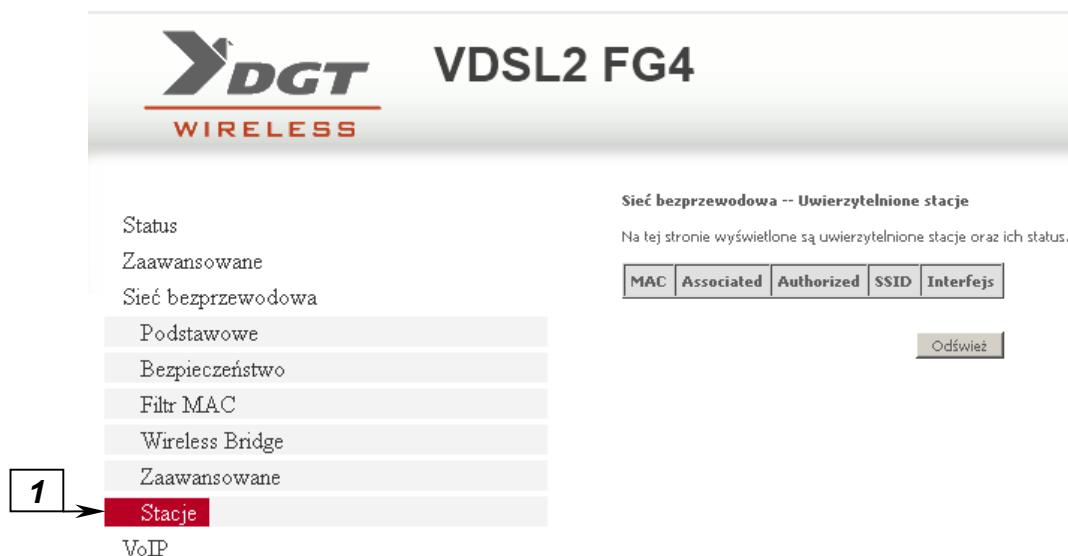 DGT
WIRELESS
VDSL2 FG4
Status
Zaawansowane
Sieć bezprzewodowa
Podstawowe
Bezpieczeństwo
Filtr MAC
Wireless Bridge
Zaawansowane
1
Stacje
VoIP
Sieć bezprzewodowa -- Uwierzytelnione stacje
Na tej stronie wyświetlone są uwierzytelnione stacje oraz ich status.
MAC Associated Authorized SSID Interfejs
Odśwież